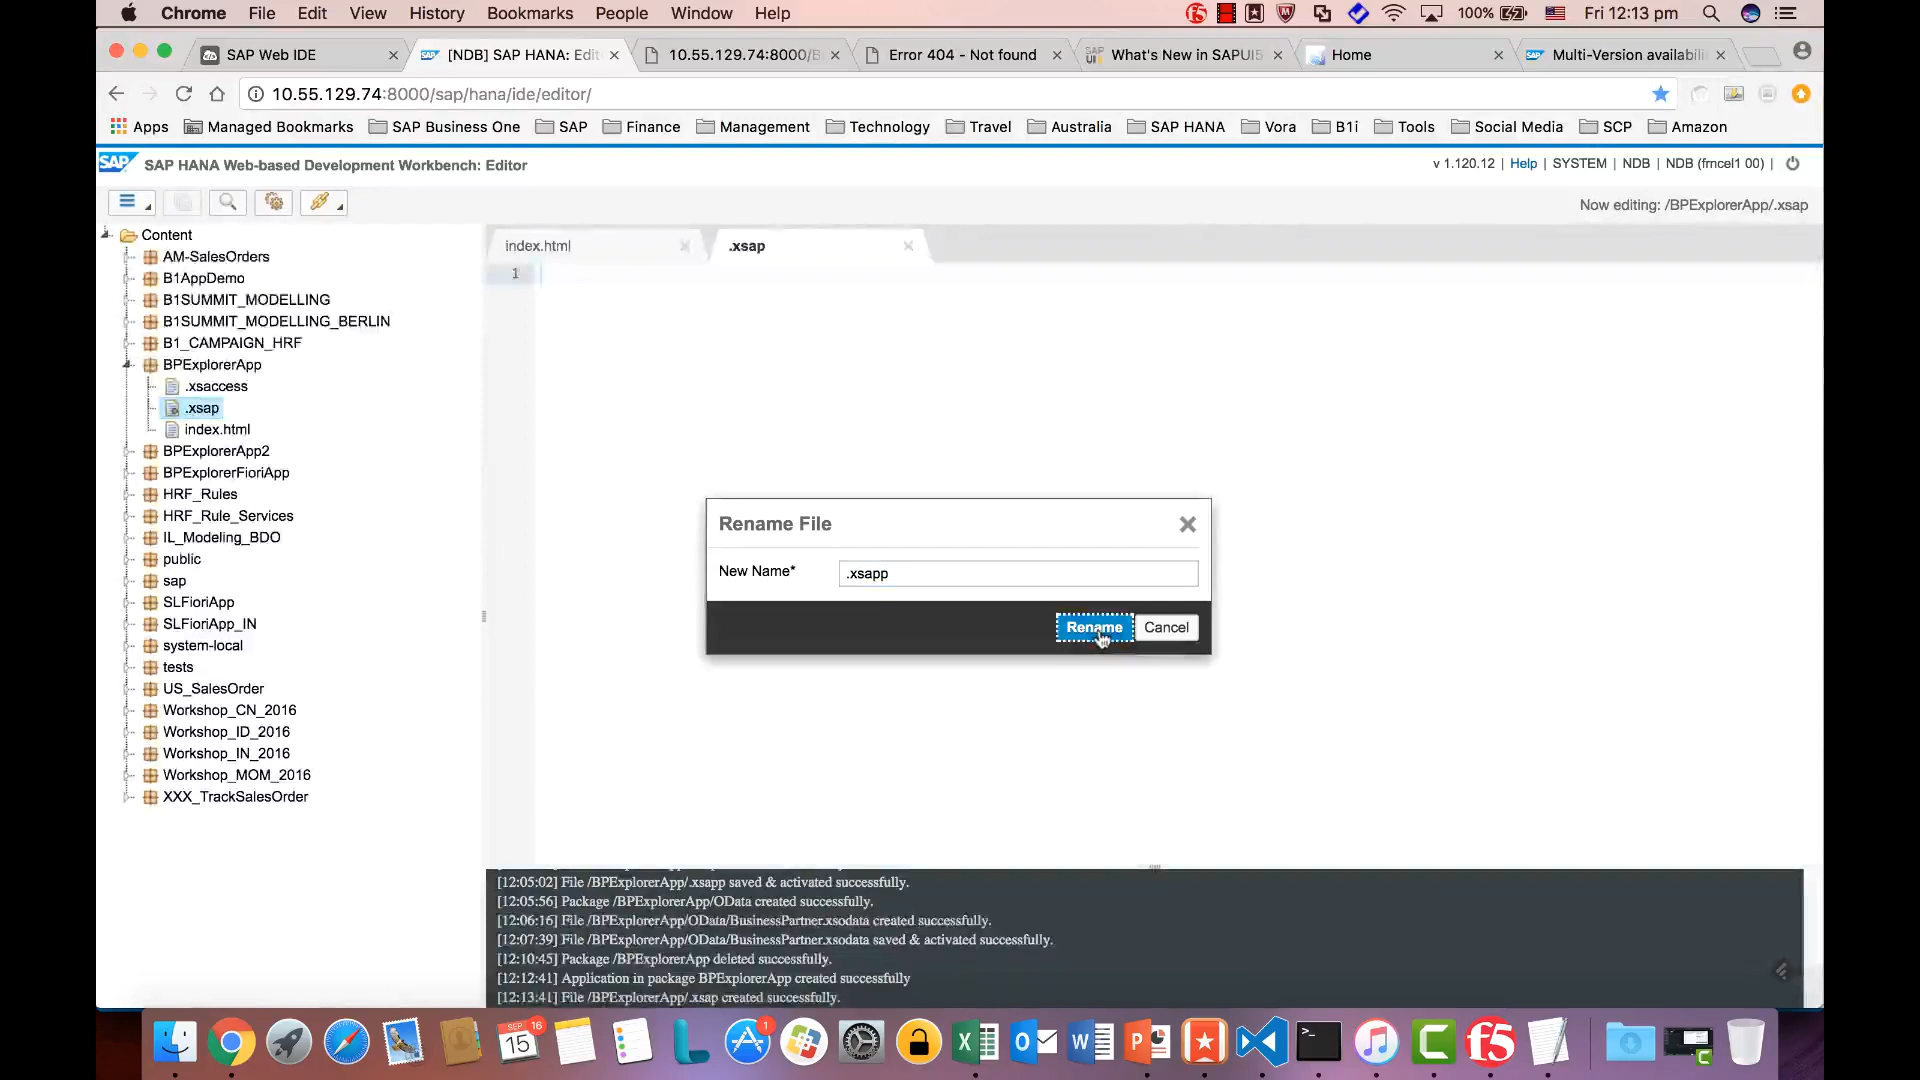 Chrome File Edit View History Bookmarks People Window Help 100% Fri 12:13 pm
SAP Web IDE [NDB] SAP HANA: Edit 10.55.129.74:8000/B Error 404 - Not found What's New in SAPUI5 Home Multi-Version availabili
10.55.129.74:8000/sap/hana/ide/editor/
Apps Managed Bookmarks SAP Business One SAP Finance Management Technology Travel Australia SAP HANA Vora B1i Tools Social Media SCP Amazon
SAP SAP HANA Web-based Development Workbench: Editor v 1.120.12 | Help | SYSTEM | NDB | NDB (frncel1 00) |
Now editing: /BPExplorerApp/.xsap
Content
AM-SalesOrders
B1AppDemo
B1SUMMIT_MODELLING
B1SUMMIT_MODELLING_BERLIN
B1_CAMPAIGN_HRF
BPExplorerApp
.xsaccess
.xsap
index.html
BPExplorerApp2
BPExplorerFioriApp
HRF_Rules
HRF_Rule_Services
IL_Modeling_BDO
public
sap
SLFioriApp
SLFioriApp_IN
system-local
tests
US_SalesOrder
Workshop_CN_2016
Workshop_ID_2016
Workshop_IN_2016
Workshop_MOM_2016
XXX_TrackSalesOrder
index.html .xsap
1
Rename File
New Name* .xsapp
Rename Cancel
[12:05:02] File /BPExplorerApp/.xsapp saved & activated successfully.
[12:05:56] Package /BPExplorerApp/OData created successfully.
[12:06:16] File /BPExplorerApp/OData/BusinessPartner.xsodata created successfully.
[12:07:39] File /BPExplorerApp/OData/BusinessPartner.xsodata saved & activated successfully.
[12:10:45] Package /BPExplorerApp deleted successfully.
[12:12:41] Application in package BPExplorerApp created successfully
[12:13:41] File /BPExplorerApp/.xsap created successfully.
SEP 16
15
1
f5